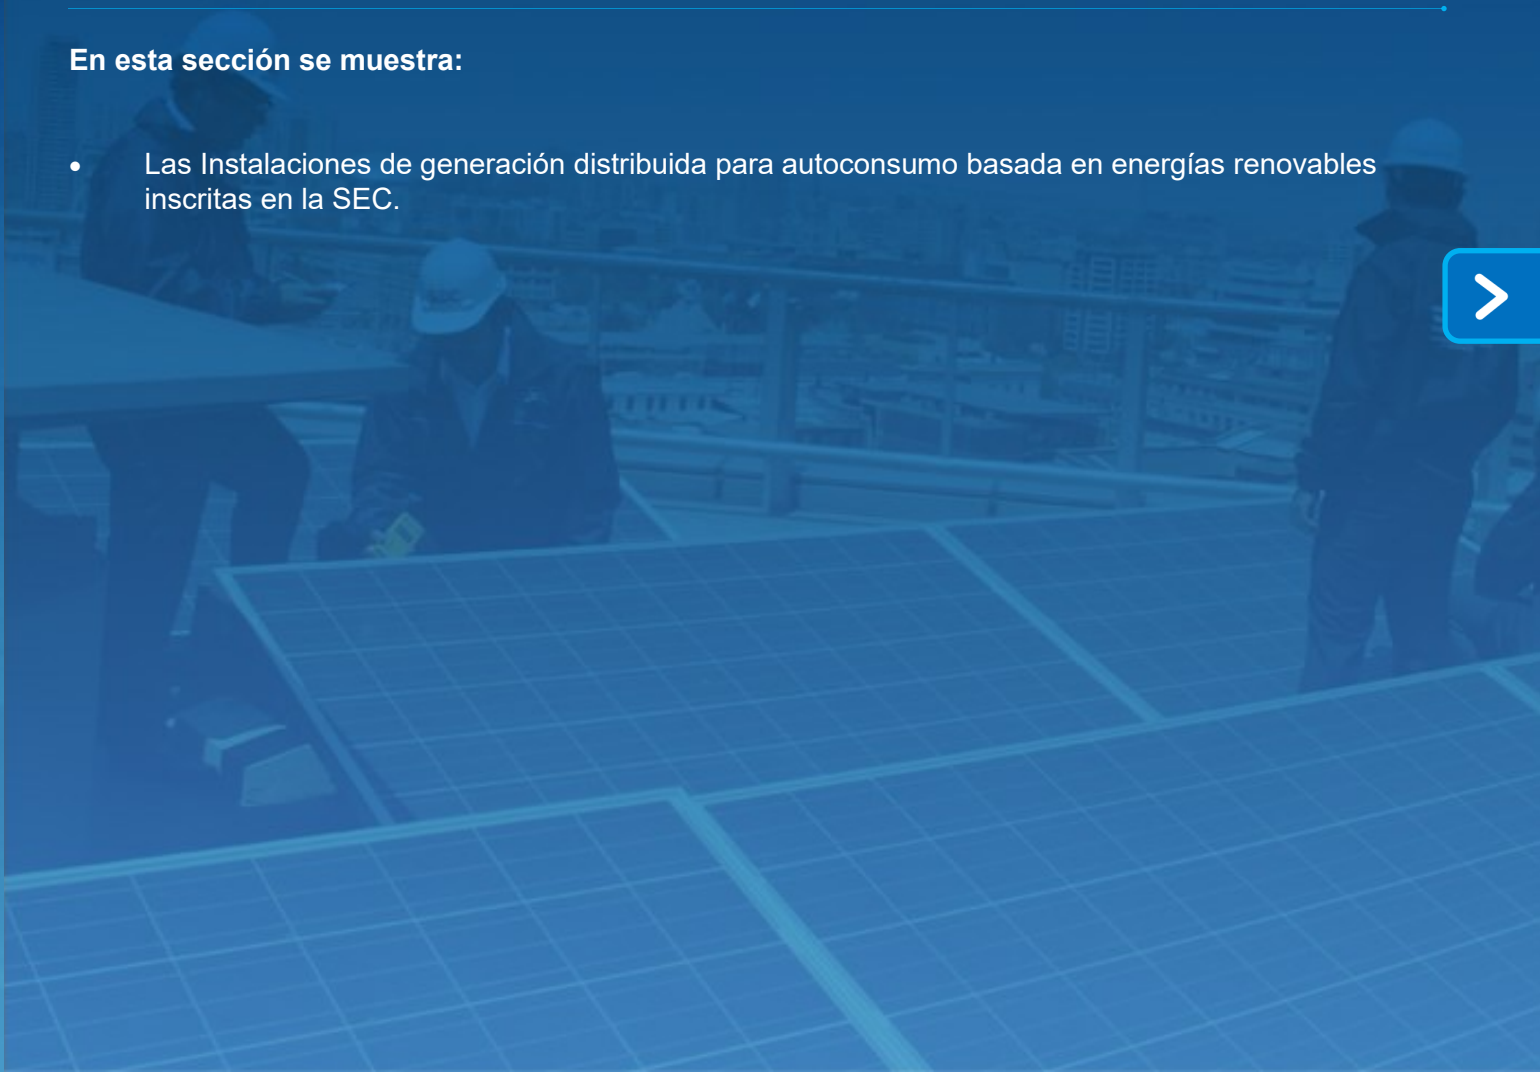 En esta sección se muestra:
• Las Instalaciones de generación distribuida para autoconsumo basada en energías renovables
inscritas en la SEC.